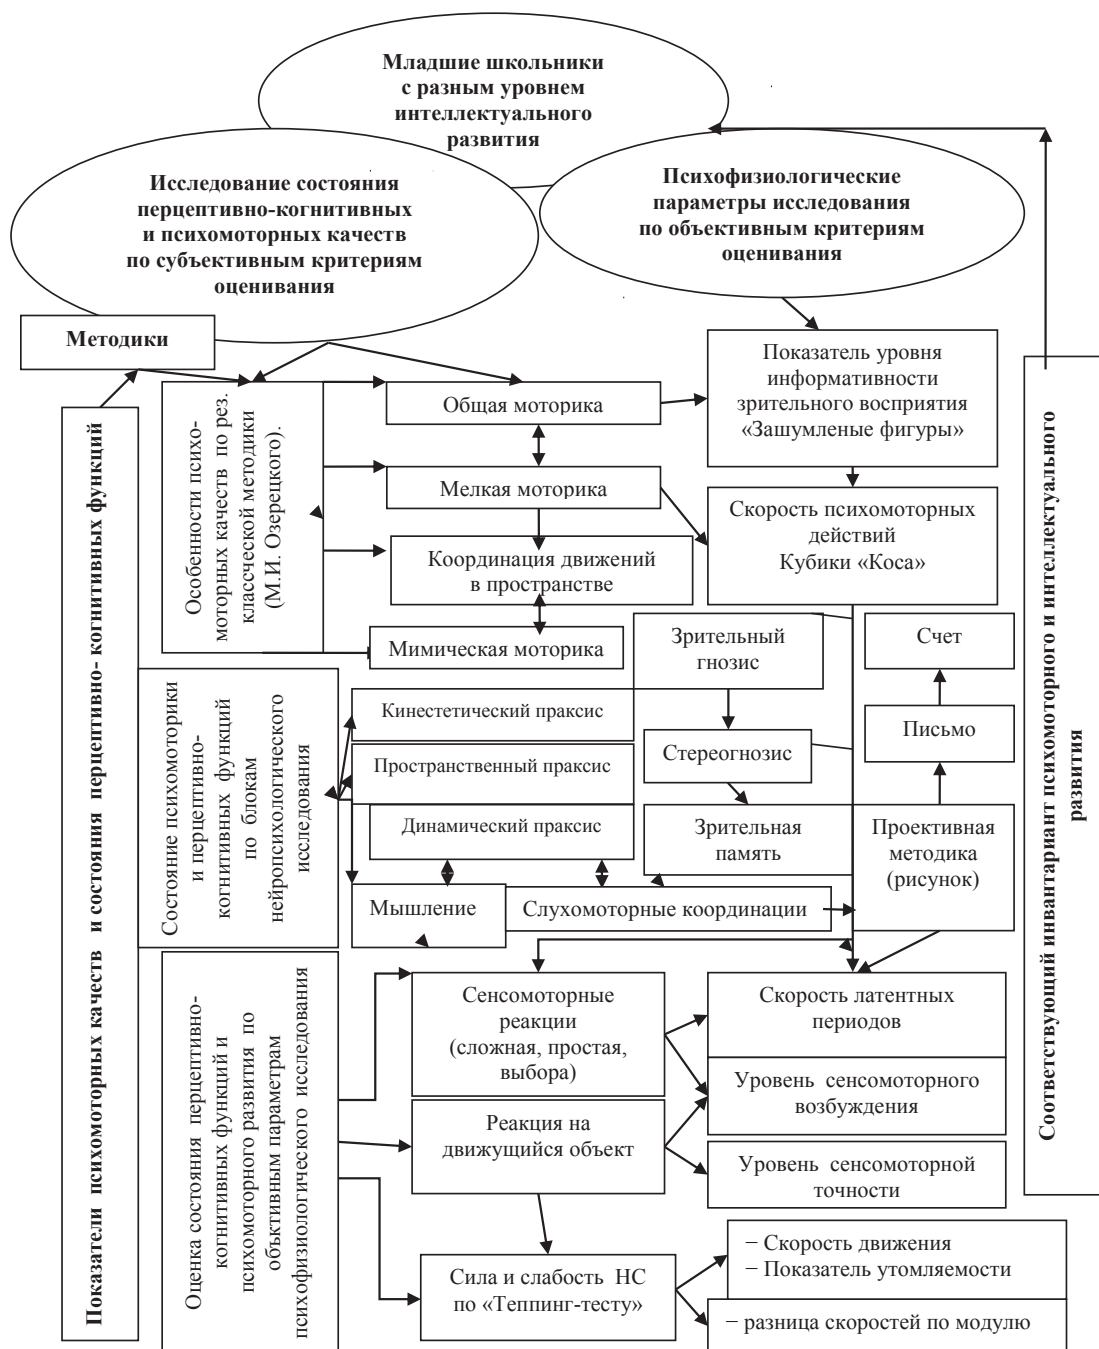 Младшие школьники
с разным уровнем
интеллектуального
развития
Исследование состояния
перцептивно-когнитивных
и психомоторных качеств
по субъективным критериям
оценивания
Психофизиологические
параметры исследования
по объективным критериям
оценивания
Методики
Показатели психомоторных качеств и состояния перцептивно- когнитивных функций
Особенности психо-
моторных качеств по рез.
классчческой методики
(М.И. Озерецкого).
Общая моторика
Мелкая моторика
Координация движений
в пространстве
Мимическая моторика
Показатель уровня
информативности
зрительного восприятия
«Зашумленые фигуры»
Скорость психомоторных
действий
Кубики «Коса»
Соответствующий инвантариант психомоторного и интеллектуального
развития
Состояние психомоторики
и перцептивно-
когнитивных функций
по блокам
нейропсихологического
исследования
Кинестетический праксис
Пространственный праксис
Динамический праксис
Мышление
Слухомоторные координации
Зрительный
гнозис
Стереогнозис
Зрительная
память
Счет
Письмо
Проективная
методика
(рисунок)
Оценка состояния перцептивно-
когнитивных функций и
психомоторного развития по
объктивным параметрам
психофизиологического исследования
Сенсомоторные
реакции
(сложная, простая,
выбора)
Реакция на
движущийся объект
Сила и слабость НС
по «Теппинг-тесту»
Скорость латентных
периодов
Уровень сенсомоторного
возбуждения
Уровень сенсомоторной
точности
− Скорость движения
− Показатель утомляемости
− разница скоростей по модулю